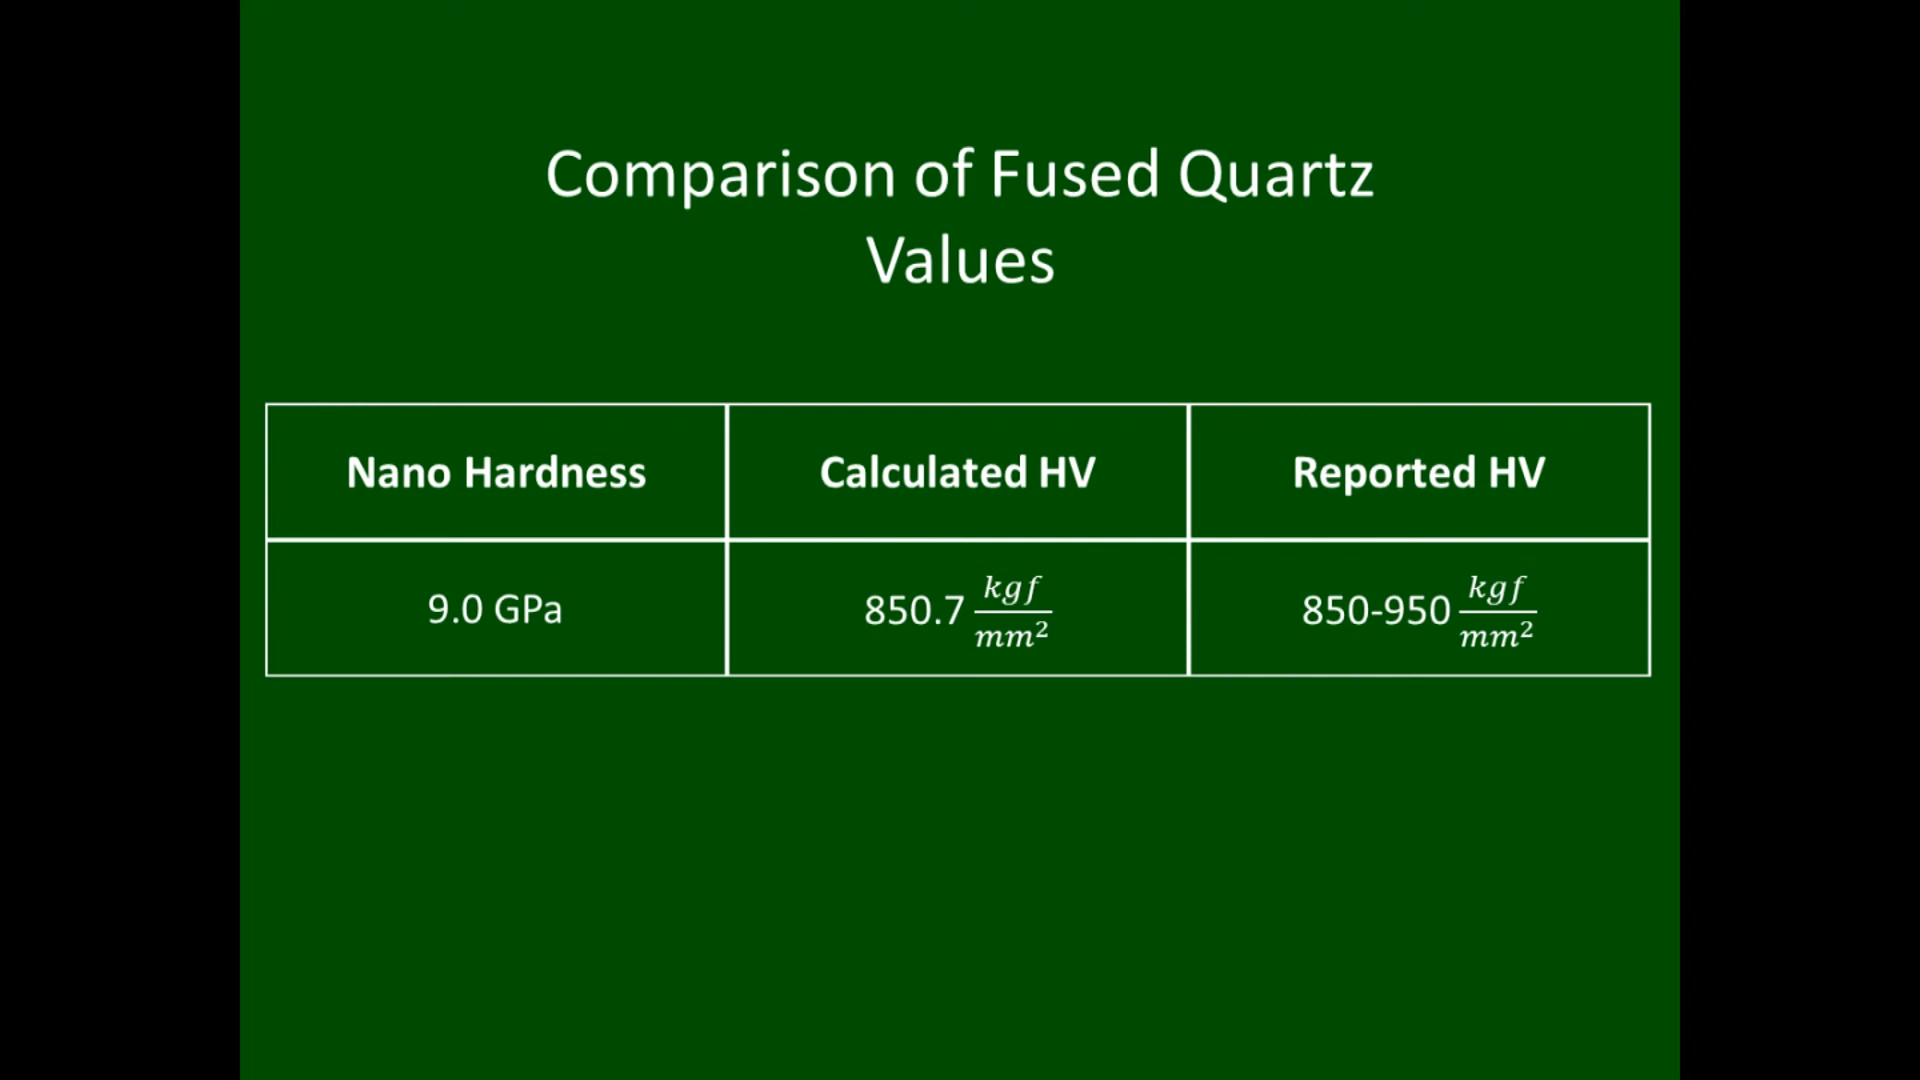 Comparison of Fused Quartz
Values
Nano Hardness
Calculated HV
Reported HV
9.0 GPa
850.7 kgf/mm²
850-950 kgf/mm²